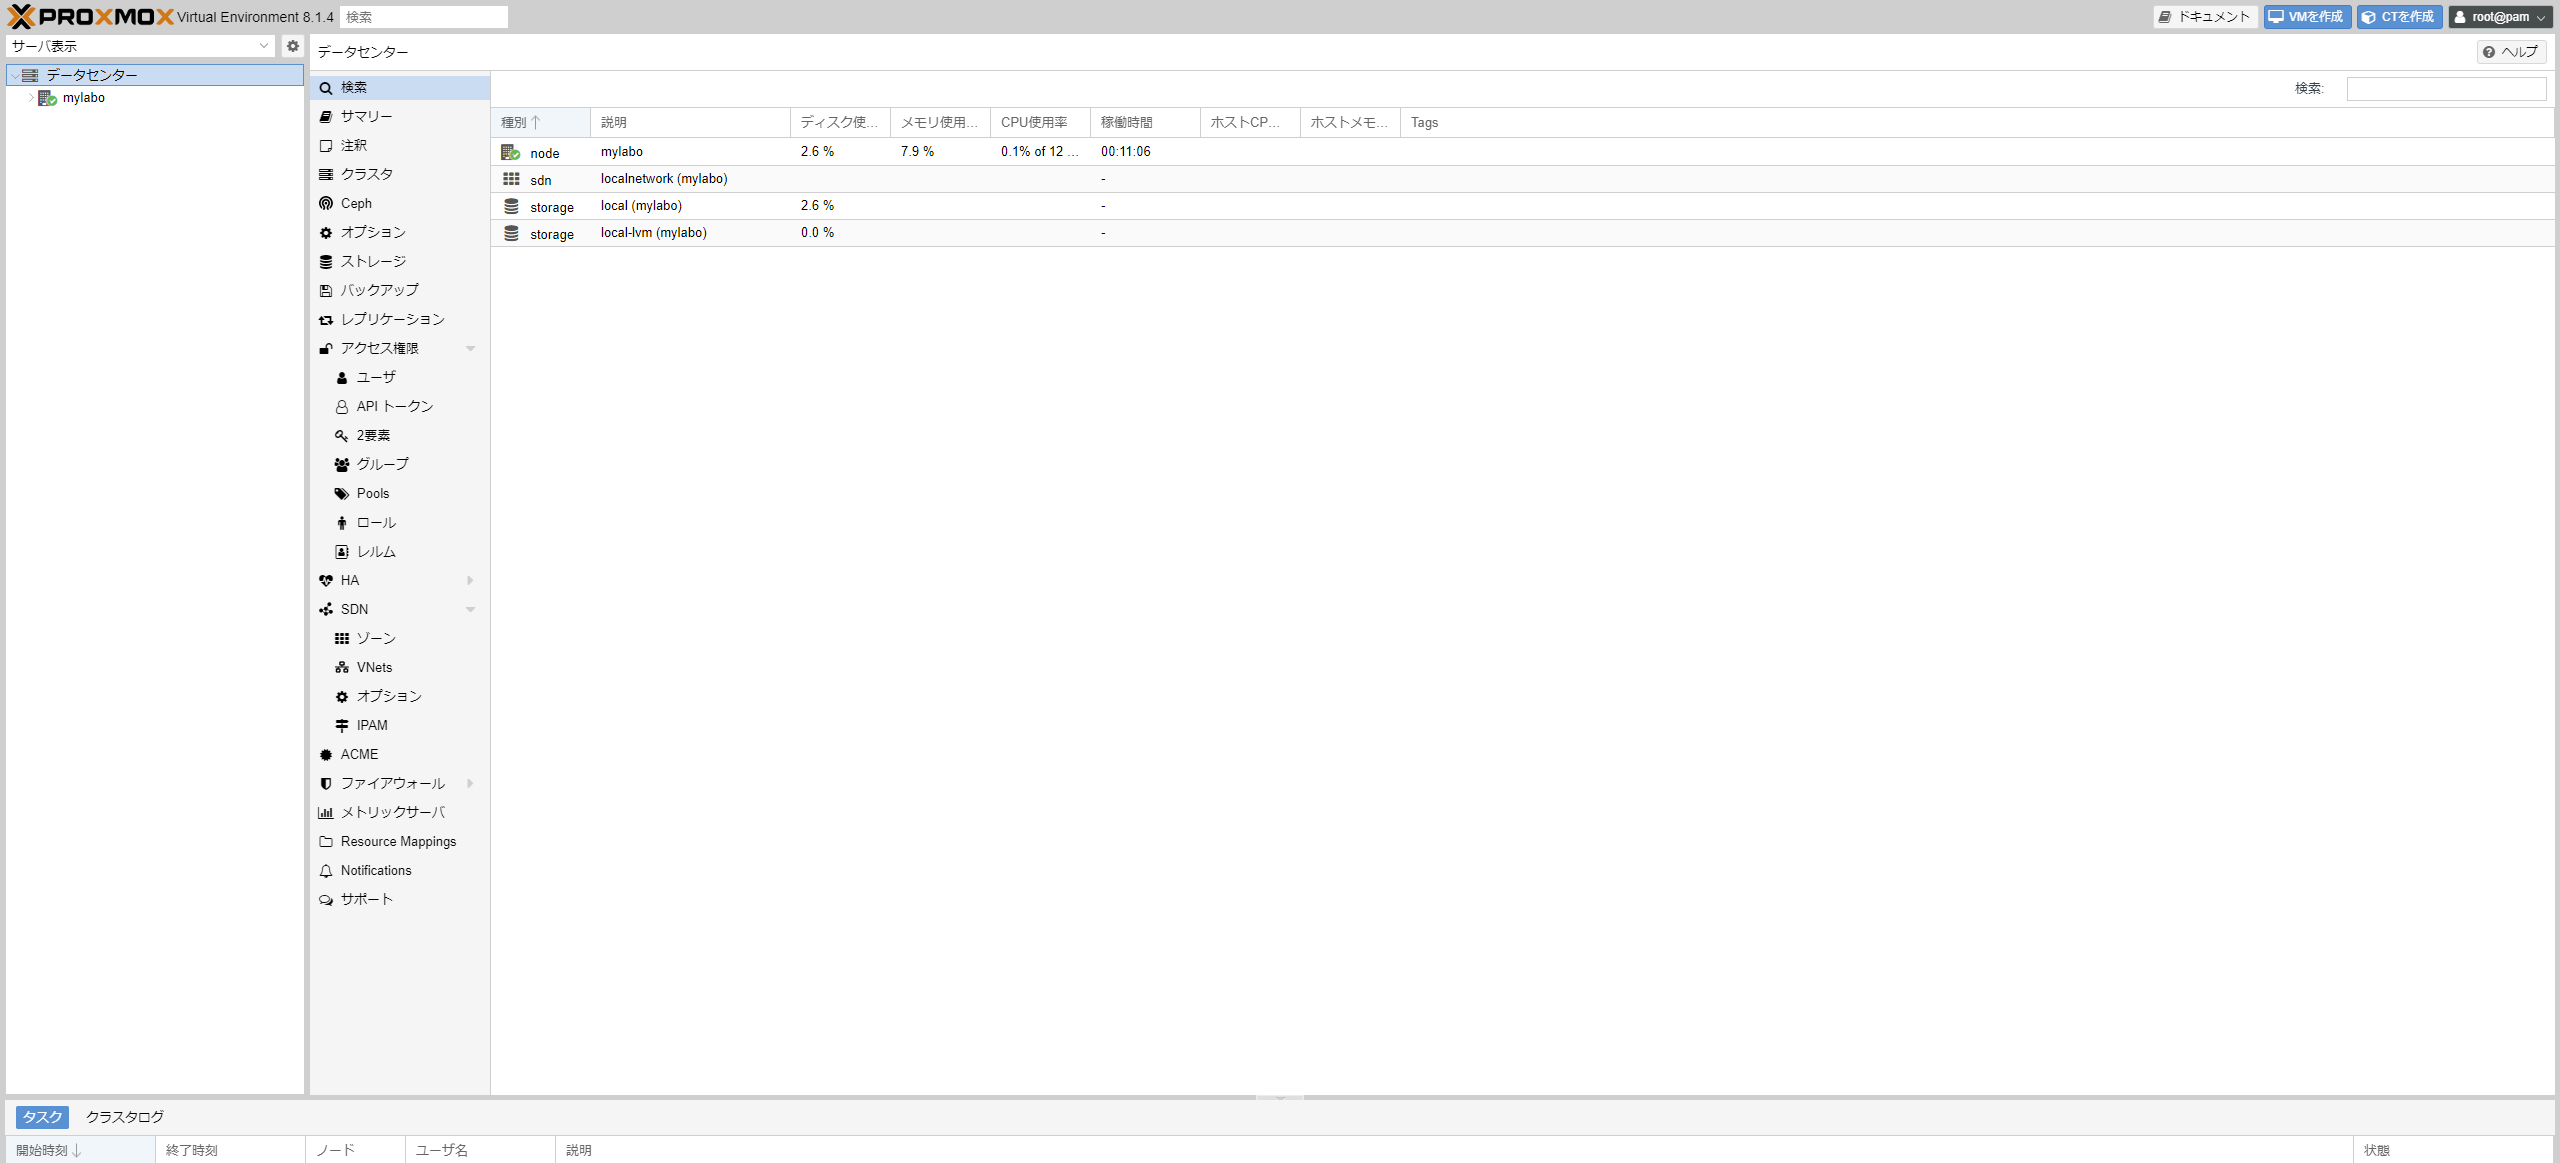 PROXMOX Virtual Environment 8.1.4 検索 ドキュメント VMを作成 CTを作成 root@pam
サーバ表示
データセンター
mylabo
データセンター ヘルプ
検索
サマリー
注釈
クラスタ
Ceph
オプション
ストレージ
バックアップ
レプリケーション
アクセス権限
ユーザ
API トークン
2要素
グループ
Pools
ロール
レルム
HA
SDN
ゾーン
VNets
オプション
IPAM
ACME
ファイアウォール
メトリックサーバ
Resource Mappings
Notifications
サポート
検索:
種別 説明 ディスク使... メモリ使用... CPU使用率 稼働時間 ホストCP... ホストメモ... Tags
node mylabo 2.6 % 7.9 % 0.1% of 12 ... 00:11:06
sdn localnetwork (mylabo) -
storage local (mylabo) 2.6 % -
storage local-lvm (mylabo) 0.0 % -
タスク クラスタログ
開始時刻 終了時刻 ノード ユーザ名 説明 状態